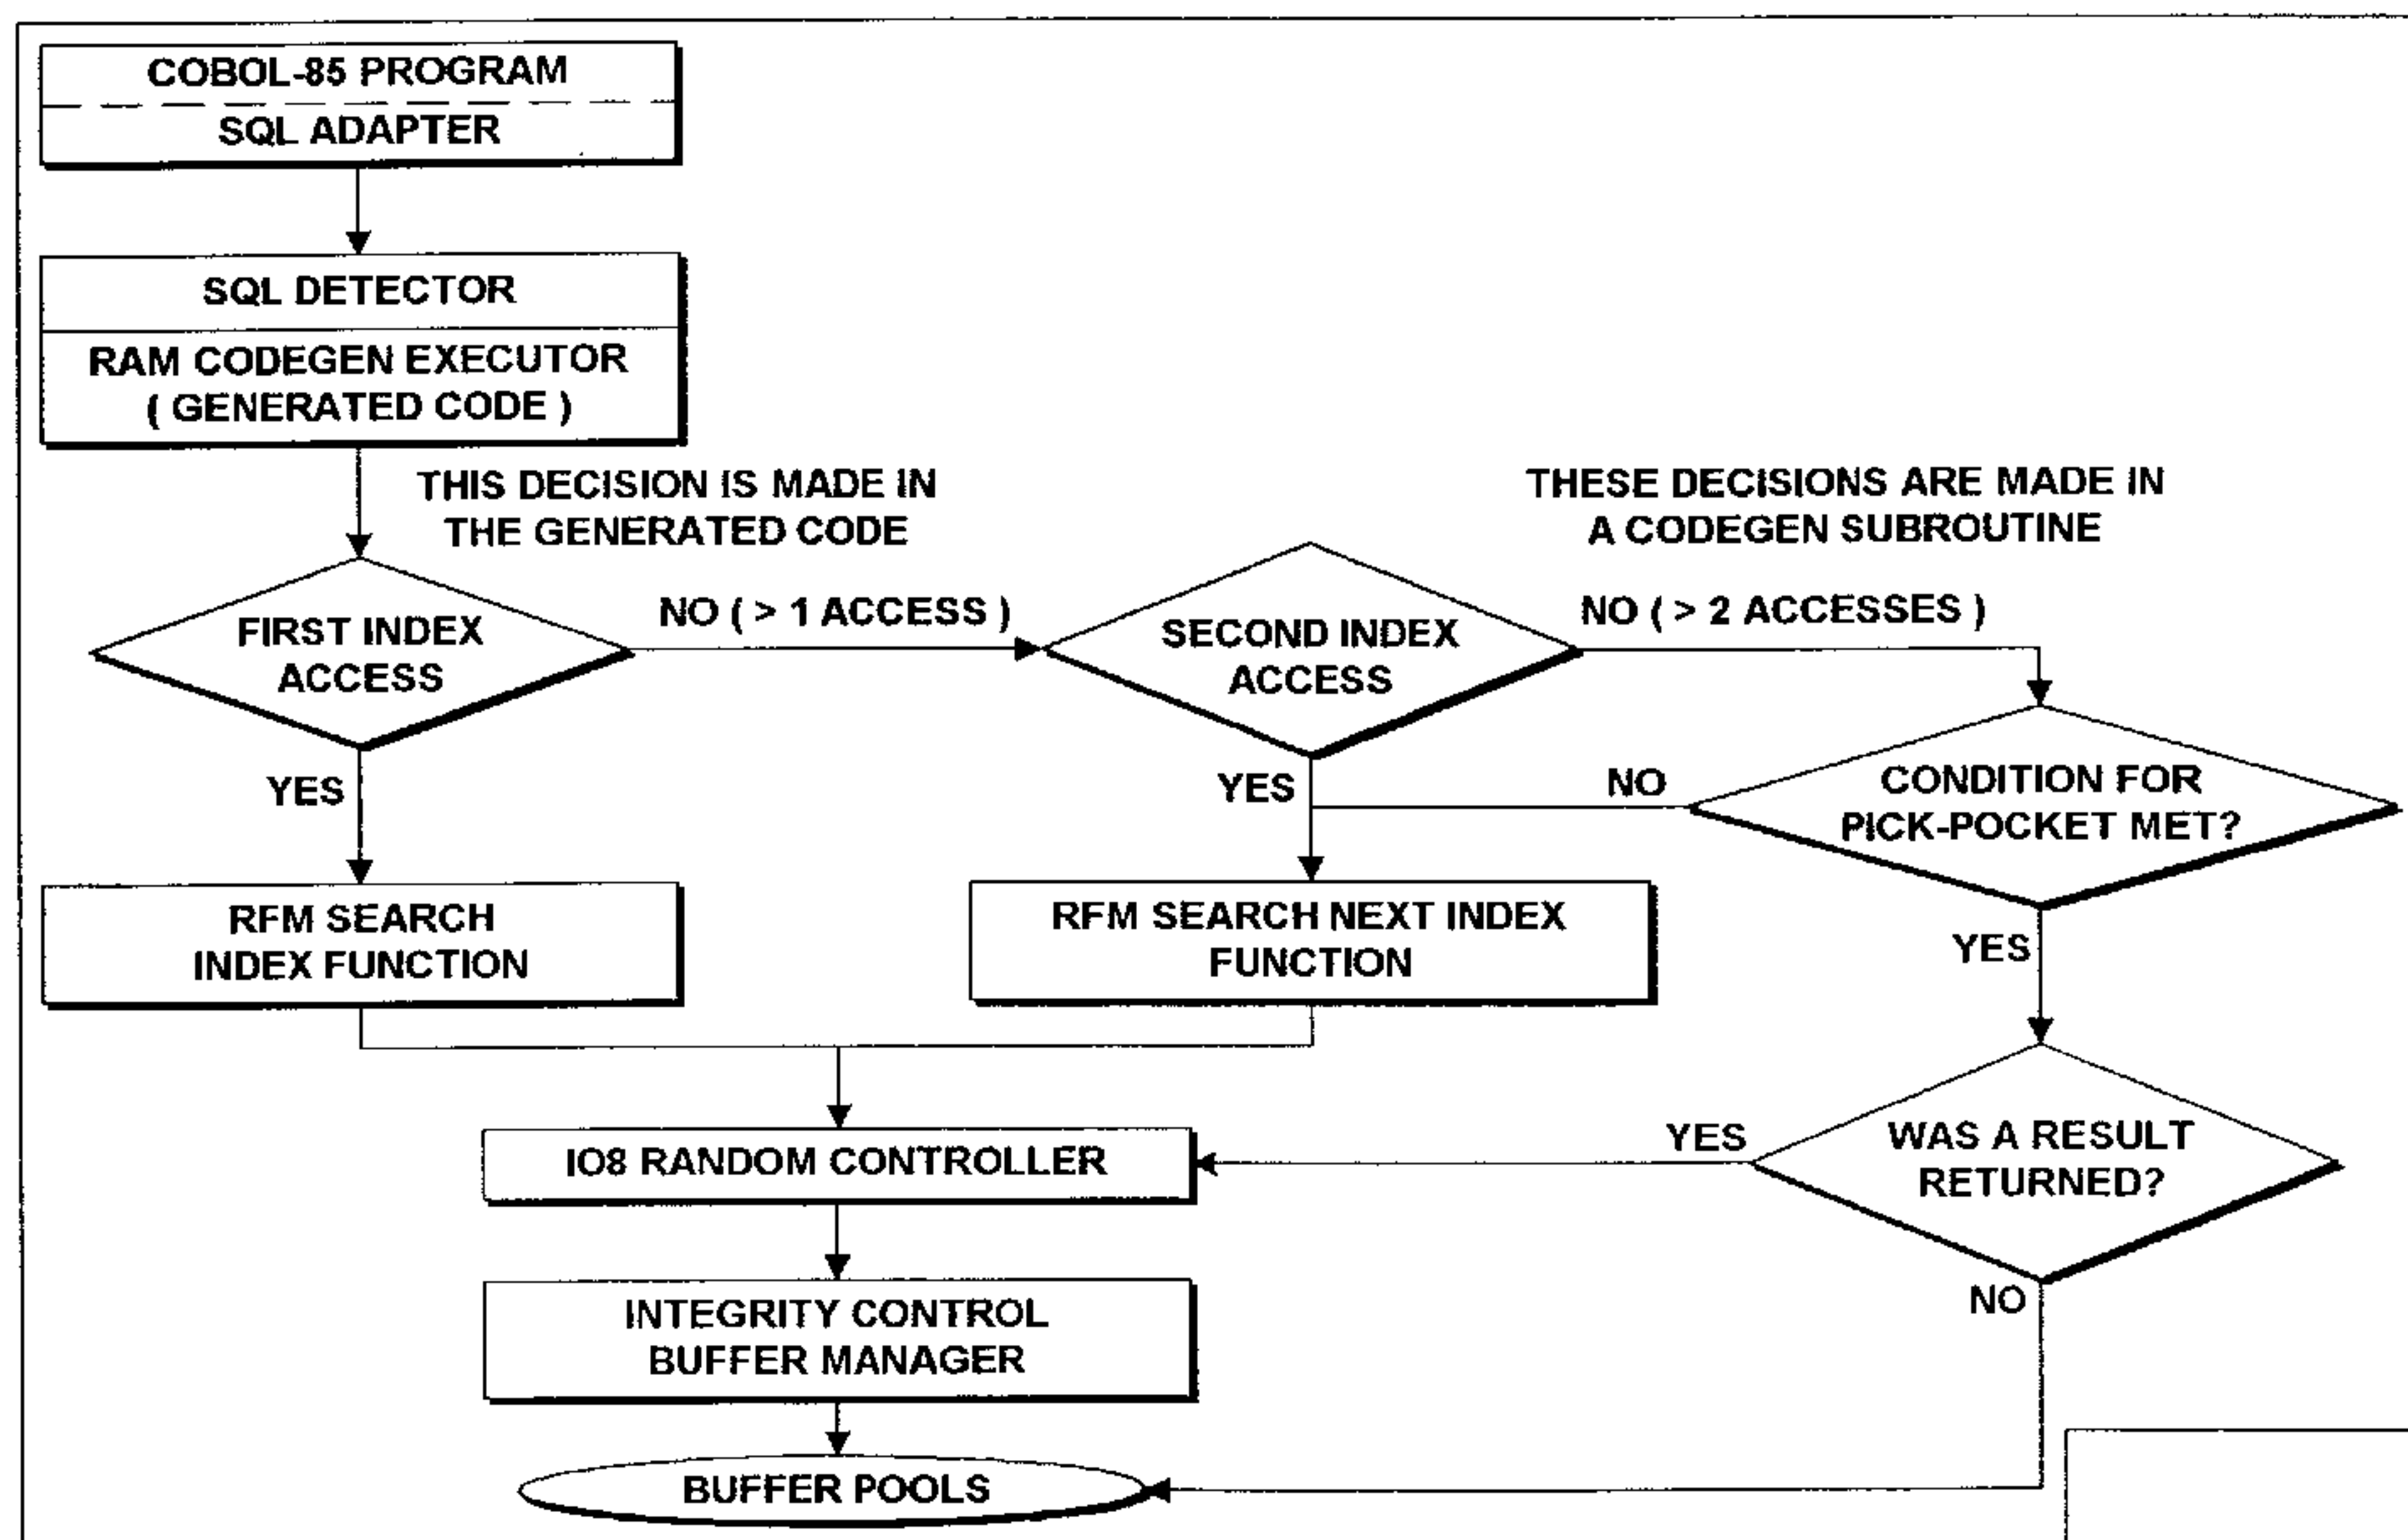 COBOL-85 PROGRAM
SQL ADAPTER
SQL DETECTOR
RAM CODEGEN EXECUTOR
( GENERATED CODE )
THIS DECISION IS MADE IN
THE GENERATED CODE
THESE DECISIONS ARE MADE IN
A CODEGEN SUBROUTINE
FIRST INDEX
ACCESS
NO ( > 1 ACCESS )
SECOND INDEX
ACCESS
NO ( > 2 ACCESSES )
YES
YES
NO
CONDITION FOR
PICK-POCKET MET?
RFM SEARCH
INDEX FUNCTION
RFM SEARCH NEXT INDEX
FUNCTION
YES
IO8 RANDOM CONTROLLER
YES
WAS A RESULT
RETURNED?
INTEGRITY CONTROL
BUFFER MANAGER
NO
BUFFER POOLS